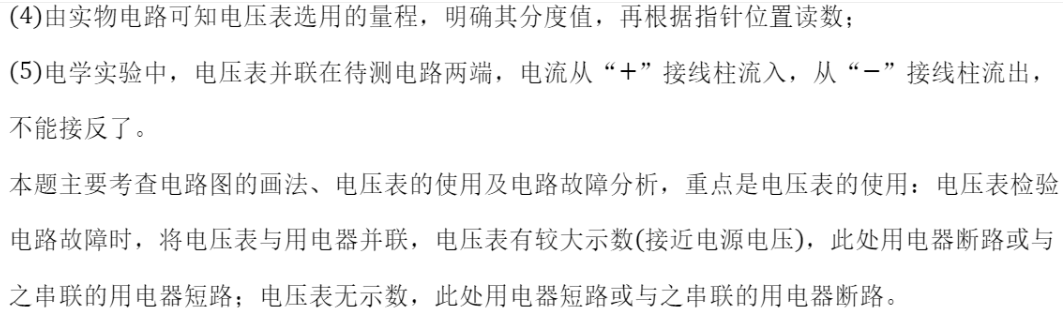 (4)由实物电路可知电压表选用的量程，明确其分度值，再根据指针位置读数；
(5)电学实验中，电压表并联在待测电路两端，电流从“+”接线柱流入，从“−”接线柱流出，
不能接反了。
本题主要考查电路图的画法、电压表的使用及电路故障分析，重点是电压表的使用：电压表检验
电路故障时，将电压表与用电器并联，电压表有较大示数(接近电源电压)，此处用电器断路或与
之串联的用电器短路；电压表无示数，此处用电器短路或与之串联的用电器断路。